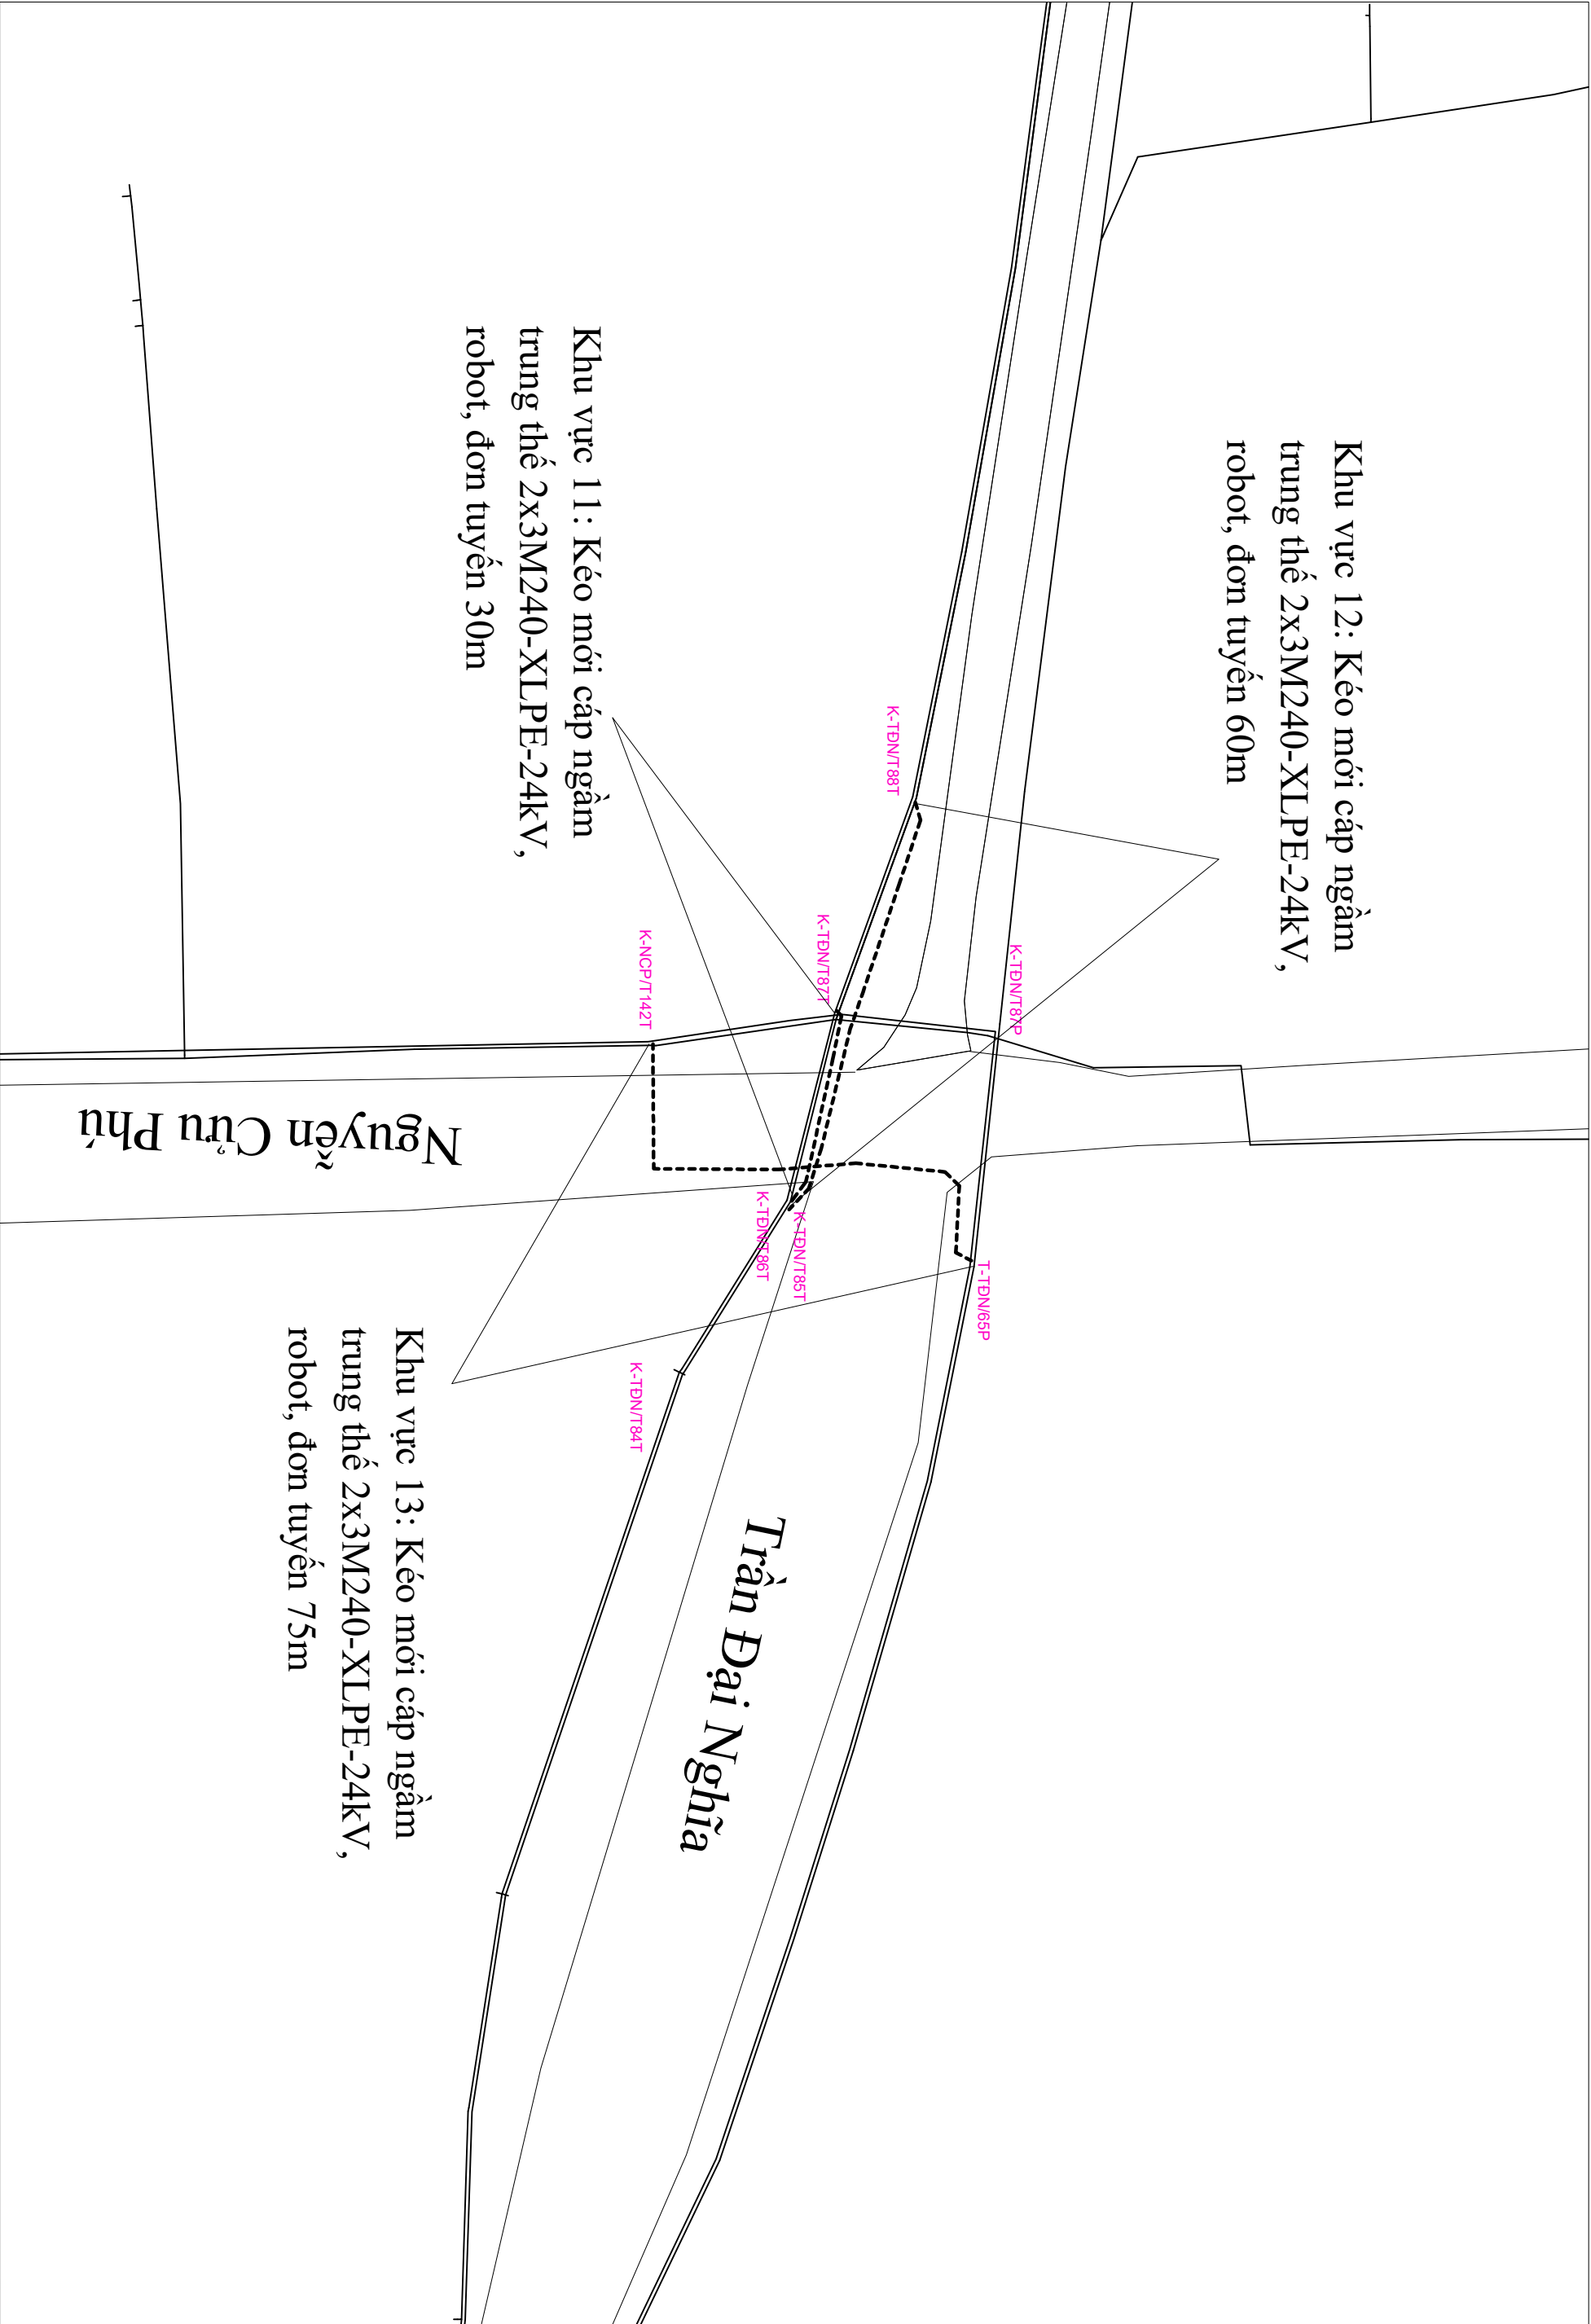 Khu vực 12: Kéo mới cáp ngầm
trung thế 2x3M240-XLPE-24kV,
robot, đơn tuyến 60m
Khu vực 11: Kéo mới cáp ngầm
trung thế 2x3M240-XLPE-24kV,
robot, đơn tuyến 30m
K-TĐN/T88T
K-TĐN/T87P
K-TĐN/T87T
K-NCP/T142T
Nguyễn Cửu Phú
K-TĐN/T86T
K-TĐN/T85T
T-TĐN/65P
K-TĐN/T84T
Trần Đại Nghĩa
Khu vực 13: Kéo mới cáp ngầm
trung thế 2x3M240-XLPE-24kV,
robot, đơn tuyến 75m